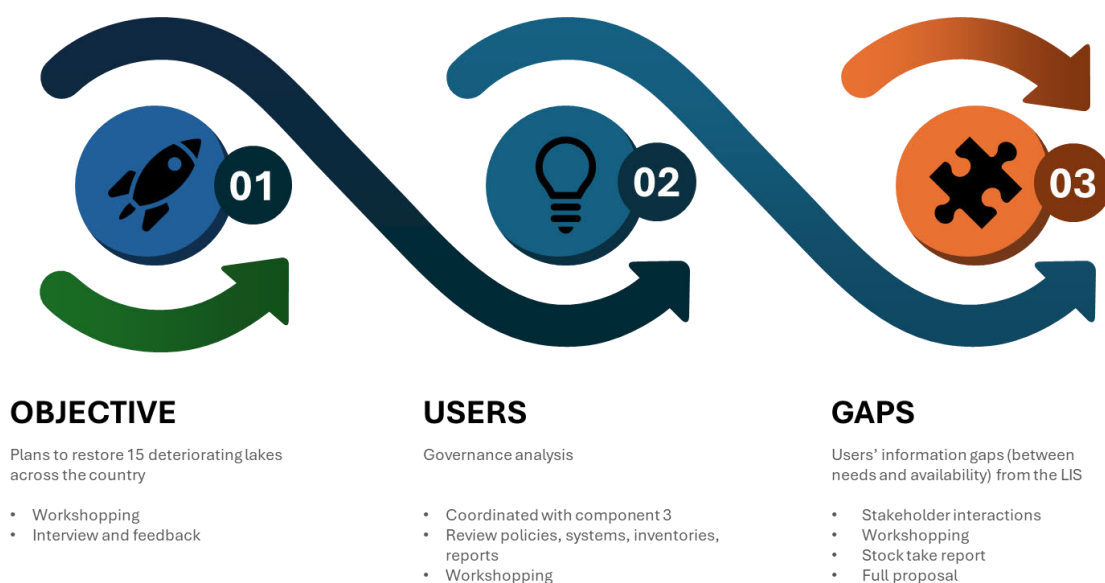 01
02
03
OBJECTIVE
Plans to restore 15 deteriorating lakes
across the country
• Workshopping
• Interview and feedback
USERS
Governance analysis
• Coordinated with component 3
• Review policies, systems, inventories,
reports
• Workshopping
GAPS
Users’ information gaps (between
needs and availability) from the LIS
• Stakeholder interactions
• Workshopping
• Stock take report
• Full proposal